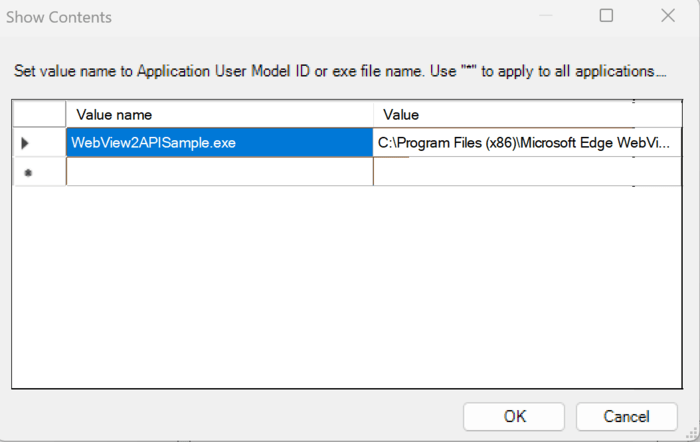 Show Contents
Set value name to Application User Model ID or exe file name. Use "*" to apply to all applications....
Value name Value
WebView2APISample.exe C:\Program Files (x86)\Microsoft Edge WebVi...
OK Cancel